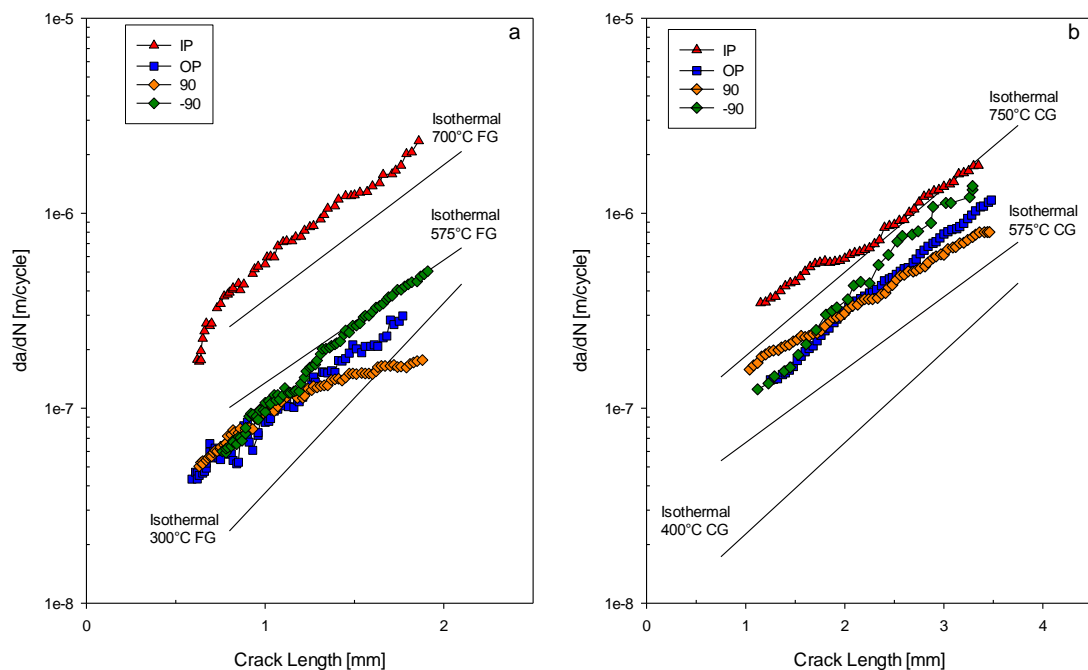 a
IP
OP
90
-90
Isothermal
700°C FG
Isothermal
575°C FG
Isothermal
300°C FG
1e-5
1e-6
1e-7
1e-8
da/dN [m/cycle]
0
1
2
Crack Length [mm]
b
IP
OP
90
-90
Isothermal
750°C CG
Isothermal
575°C CG
Isothermal
400°C CG
1e-5
1e-6
1e-7
1e-8
da/dN [m/cycle]
0
1
2
3
4
Crack Length [mm]